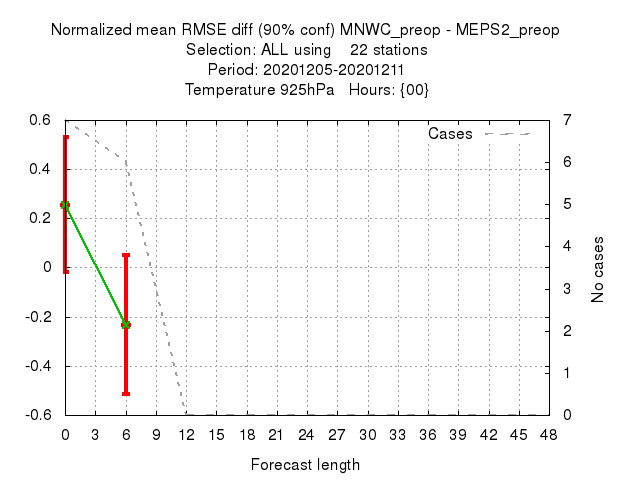 Normalized mean RMSE diff (90% conf) MNWC_preop - MEPS2_preop
Selection: ALL using 22 stations
Period: 20201205-20201211
Temperature 925hPa Hours: {00}
Cases
0.6
0.4
0.2
0
-0.2
-0.4
-0.6
7
6
5
4
3
2
1
0
No cases
0 3 6 9 12 15 18 21 24 27 30 33 36 39 42 45 48
Forecast length